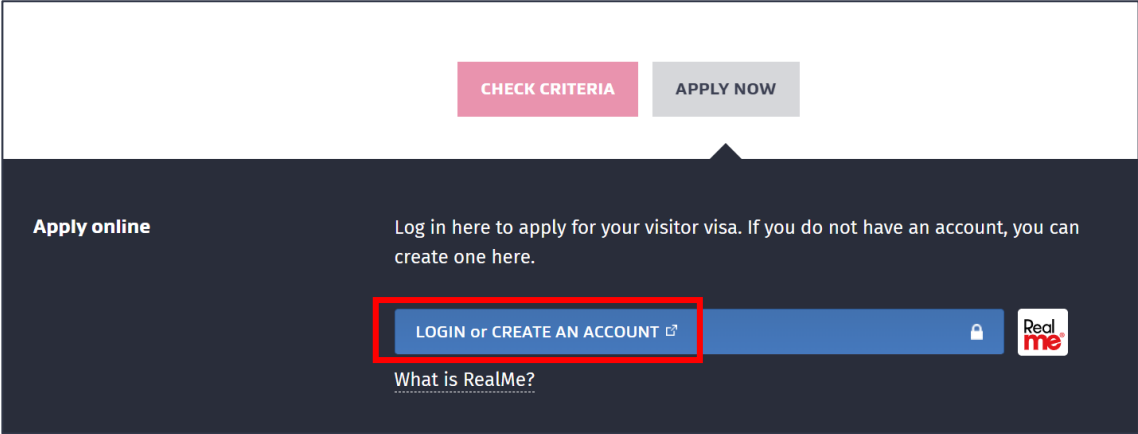 CHECK CRITERIA
APPLY NOW
Apply online
Log in here to apply for your visitor visa. If you do not have an account, you can
create one here.
LOGIN or CREATE AN ACCOUNT
Real
me
What is RealMe?